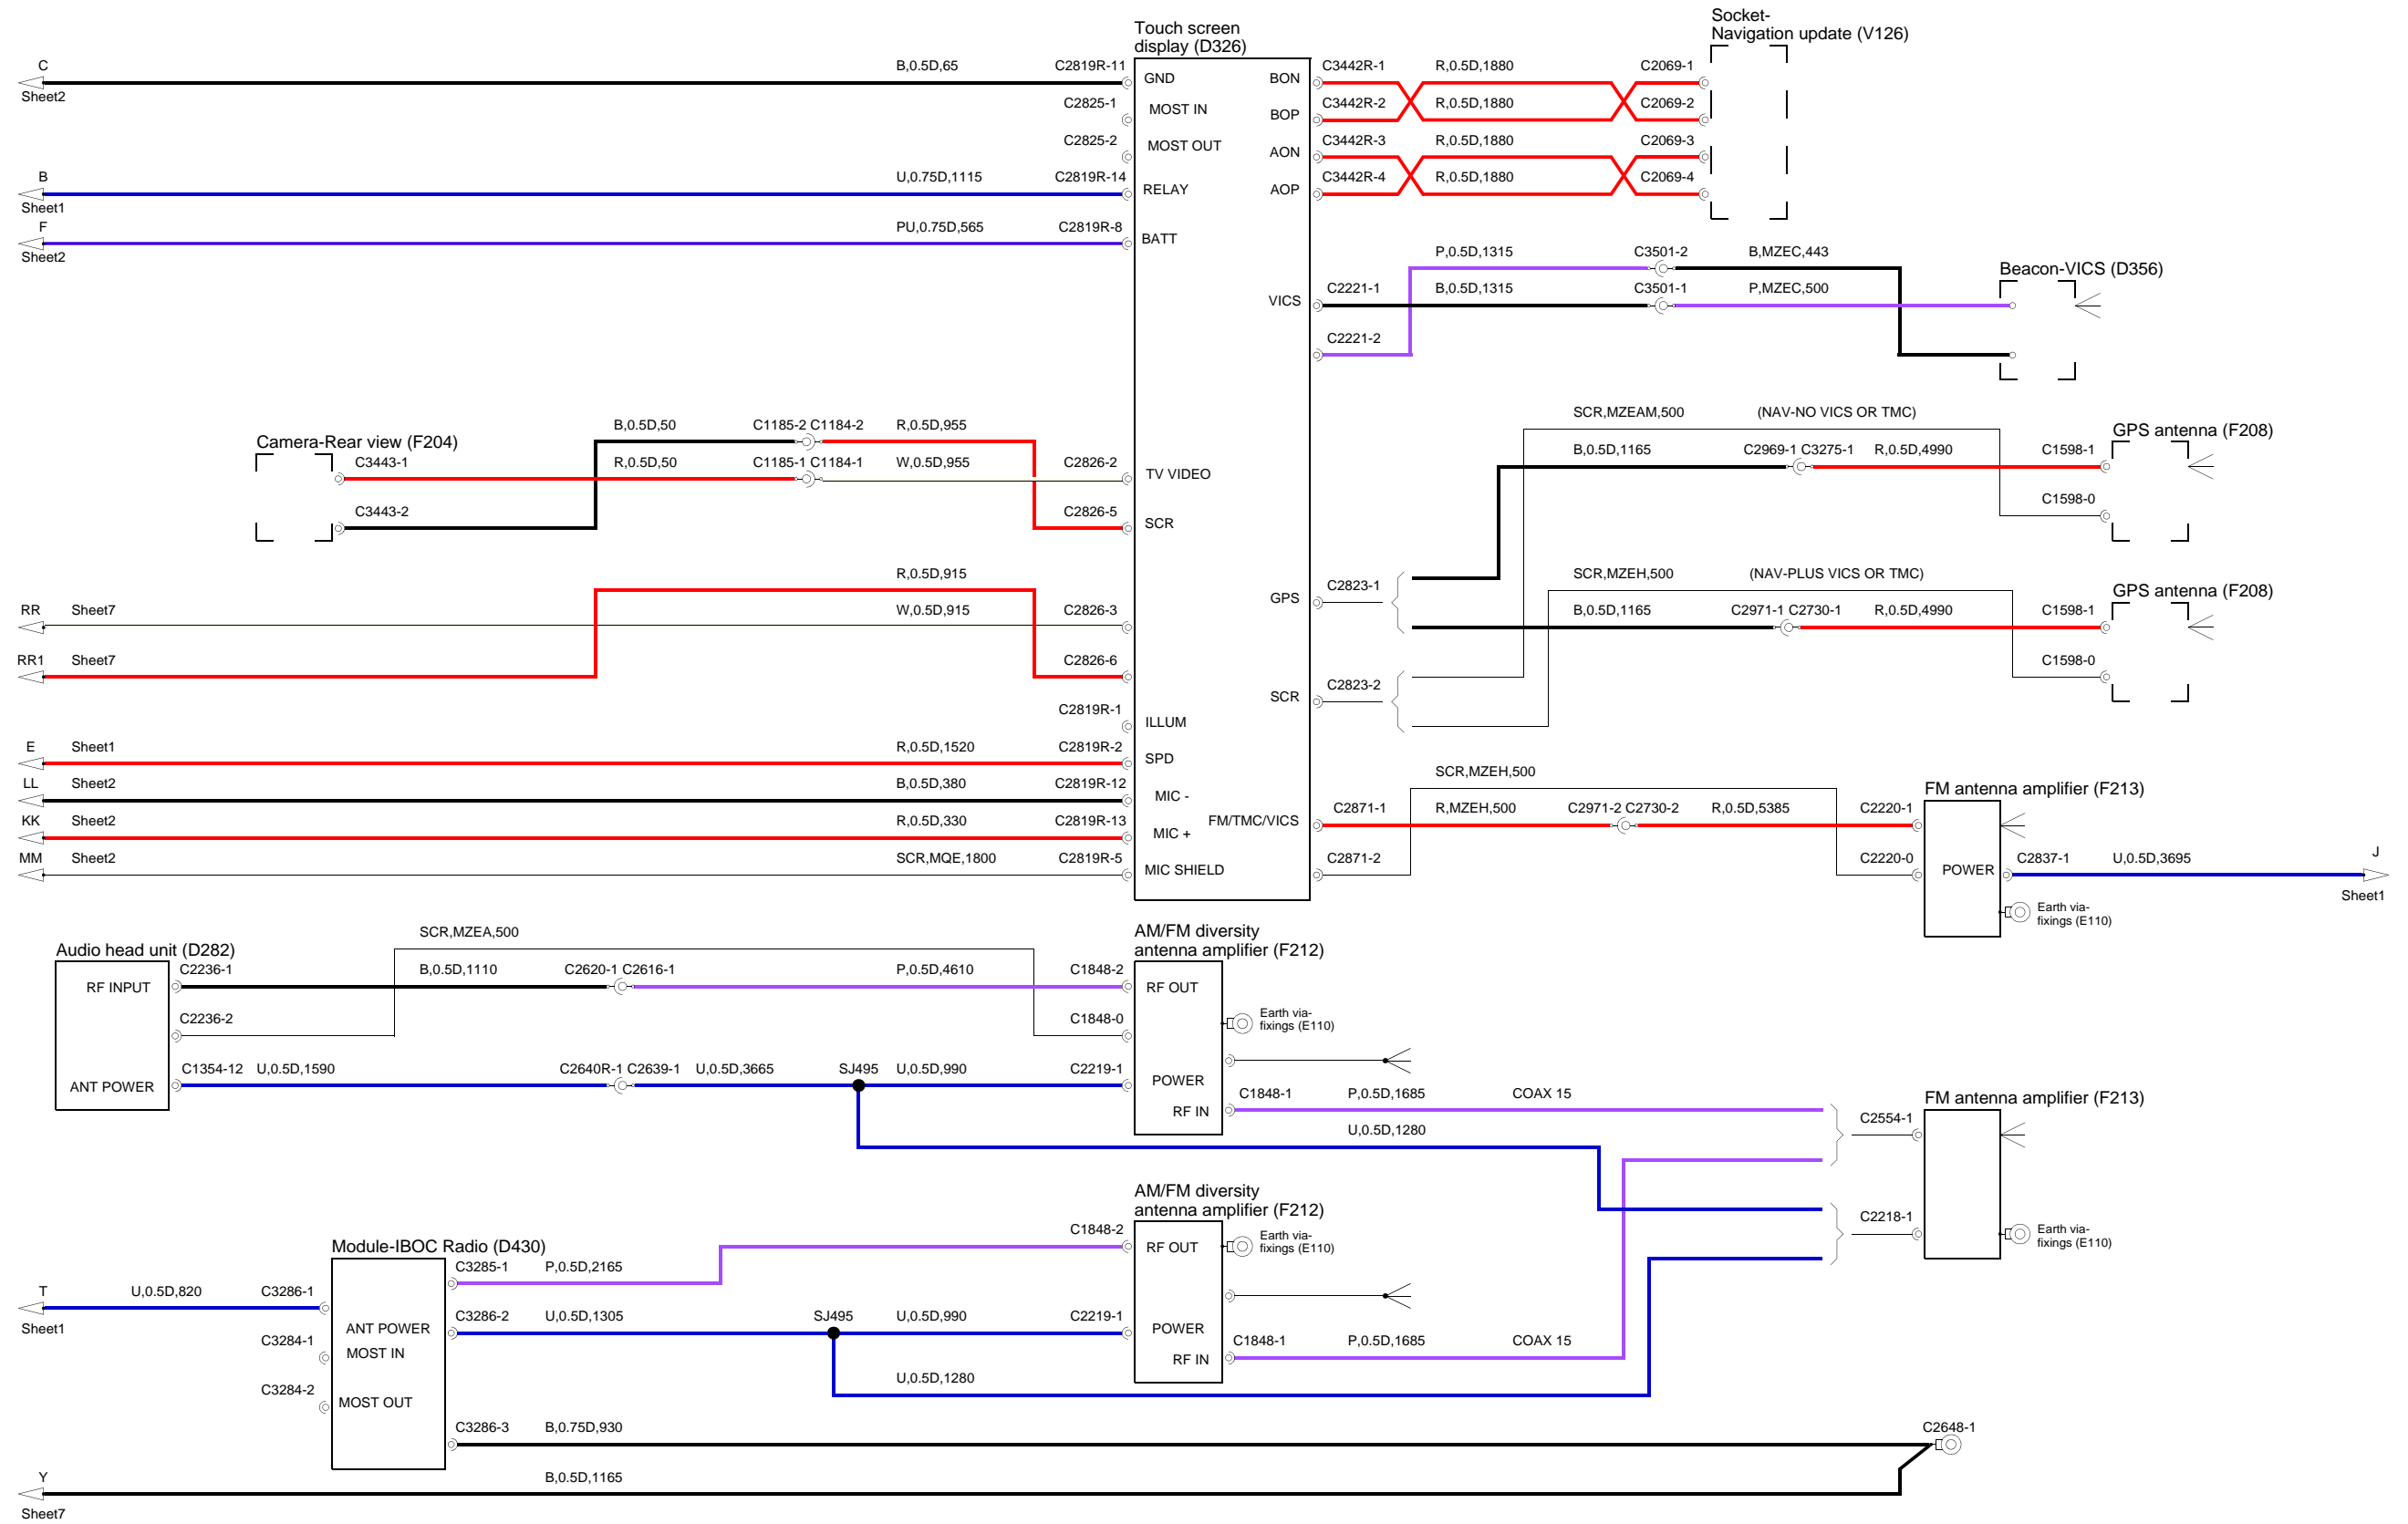 Touch screen
display (D326)
Socket-
Navigation update (V126)
C
B,0.5D,65
C2819R-11
GND
BON
C3442R-1
R,0.5D,1880
C2069-1
Sheet2
C2825-1
MOST IN
BOP
C3442R-2
R,0.5D,1880
C2069-2
C2825-2
MOST OUT
AON
C3442R-3
R,0.5D,1880
C2069-3
B
U,0.75D,1115
C2819R-14
RELAY
AOP
C3442R-4
R,0.5D,1880
C2069-4
Sheet1
F
PU,0.75D,565
C2819R-8
BATT
Sheet2
P,0.5D,1315
C3501-2
B,MZEC,443
Beacon-VICS (D356)
VICS
C2221-1
B,0.5D,1315
C3501-1
P,MZEC,500
C2221-2
Camera-Rear view (F204)
B,0.5D,50
C1185-2 C1184-2
R,0.5D,955
C3443-1
R,0.5D,50
C1185-1 C1184-1
W,0.5D,955
C2826-2
TV VIDEO
C3443-2
C2826-5
SCR
SCR,MZEAM,500
(NAV-NO VICS OR TMC)
GPS antenna (F208)
B,0.5D,1165
C2969-1 C3275-1
R,0.5D,4990
C1598-1
C1598-0
R,0.5D,915
SCR,MZEH,500
(NAV-PLUS VICS OR TMC)
GPS antenna (F208)
GPS
C2823-1
RR
Sheet7
W,0.5D,915
C2826-3
B,0.5D,1165
C2971-1 C2730-1
R,0.5D,4990
C1598-1
RR1
Sheet7
C2826-6
C1598-0
SCR
C2823-2
C2819R-1
ILLUM
E
Sheet1
R,0.5D,1520
C2819R-2
SPD
LL
Sheet2
B,0.5D,380
C2819R-12
MIC -
SCR,MZEH,500
FM antenna amplifier (F213)
KK
Sheet2
R,0.5D,330
C2819R-13
MIC +
FM/TMC/VICS
C2871-1
R,MZEH,500
C2971-2 C2730-2
R,0.5D,5385
C2220-1
MM
Sheet2
SCR,MQE,1800
C2819R-5
MIC SHIELD
C2871-2
C2220-0
POWER
C2837-1
U,0.5D,3695
J
Sheet1
Earth via-
fixings (E110)
Audio head unit (D282)
SCR,MZEA,500
AM/FM diversity
antenna amplifier (F212)
RF INPUT
C2236-1
B,0.5D,1110
C2620-1 C2616-1
P,0.5D,4610
C1848-2
RF OUT
C2236-2
C1848-0
Earth via-
fixings (E110)
ANT POWER
C1354-12
U,0.5D,1590
C2640R-1 C2639-1
U,0.5D,3665
SJ495
U,0.5D,990
C2219-1
POWER
RF IN
C1848-1
P,0.5D,1685
COAX 15
U,0.5D,1280
FM antenna amplifier (F213)
C2554-1
C2218-1
Earth via-
fixings (E110)
AM/FM diversity
antenna amplifier (F212)
Module-IBOC Radio (D430)
C1848-2
RF OUT
Earth via-
fixings (E110)
C3285-1
P,0.5D,2165
T
U,0.5D,820
C3286-1
Sheet1
ANT POWER
C3286-2
U,0.5D,1305
SJ495
U,0.5D,990
C2219-1
POWER
C3284-1
MOST IN
RF IN
C1848-1
P,0.5D,1685
COAX 15
C3284-2
MOST OUT
U,0.5D,1280
C3286-3
B,0.75D,930
C2648-1
Y
B,0.5D,1165
Sheet7